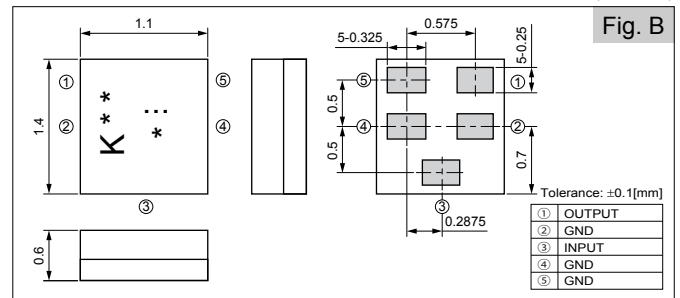 Fig. B
1.1
1.4
①
②
③
④
⑤
K **
* ...
0.6
0.575
5-0.325
5-0.25
⑤
①
④
②
③
0.5
0.5
0.7
0.2875
Tolerance: ±0.1[mm]
① OUTPUT
② GND
③ INPUT
④ GND
⑤ GND